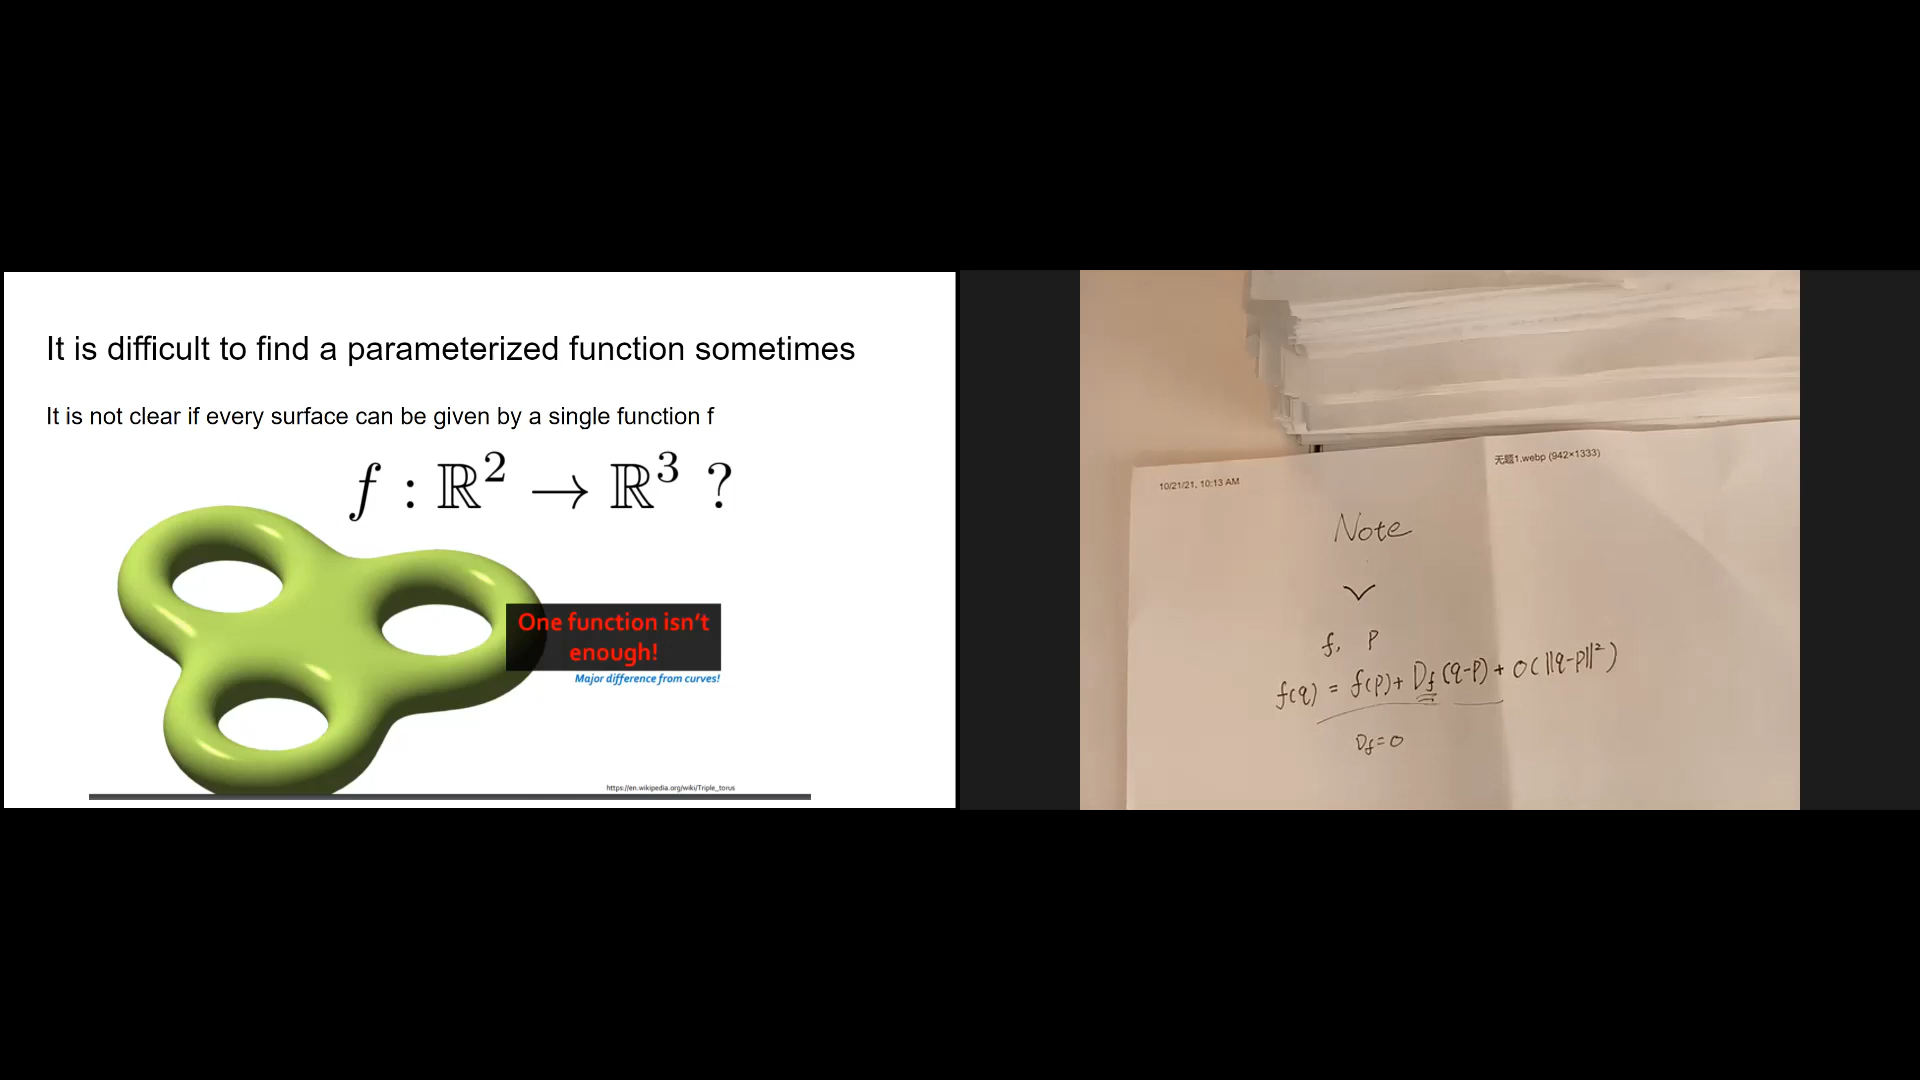 It is difficult to find a parameterized function sometimes
It is not clear if every surface can be given by a single function f
f : ℝ² → ℝ³ ?
One function isn't
enough!
Major difference from curves!
https://en.wikipedia.org/wiki/Triple_torus
10/21/21, 10:13 AM
无题1.webp (942×1333)
Note
f, p
f(q) = f(p) + Df (q-p) + O(||q-p||²)
Df = 0